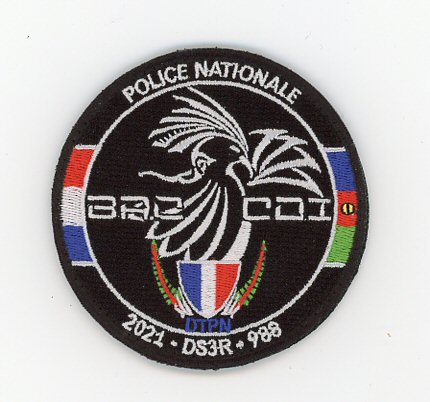 POLICE NATIONALE
BAC CDI
DTPN
2021 - DS3R - 988